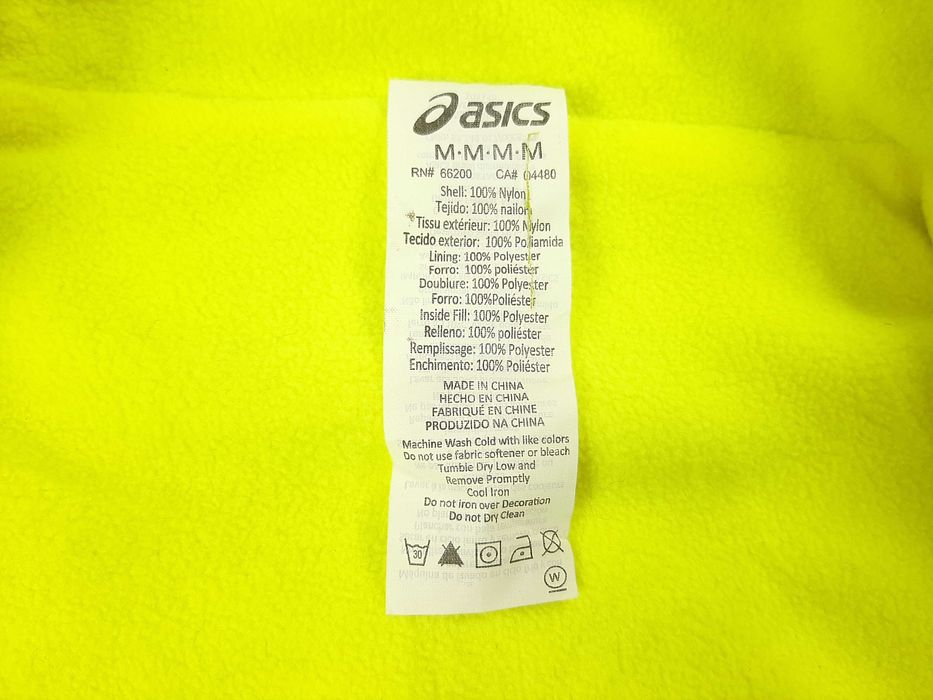 asics
M·M·M·M
RN# 66200 CA# 04480
Shell: 100% Nylon
Tejido: 100% nailon
Tissu extérieur: 100% Nylon
Tecido exterior: 100% Poliamida
Lining: 100% Polyester
Forro: 100% poliéster
Doublure: 100% Polyester
Forro: 100%Poliéster
Inside Fill: 100% Polyester
Relleno: 100% poliéster
Remplissage: 100% Polyester
Enchimento: 100% Poliéster
MADE IN CHINA
HECHO EN CHINA
FABRIQUÉ EN CHINE
PRODUZIDO NA CHINA
Machine Wash Cold with like colors
Do not use fabric softener or bleach
Tumble Dry Low and
Remove Promptly
Cool Iron
Do not iron over Decoration
Do not Dry Clean
30
W